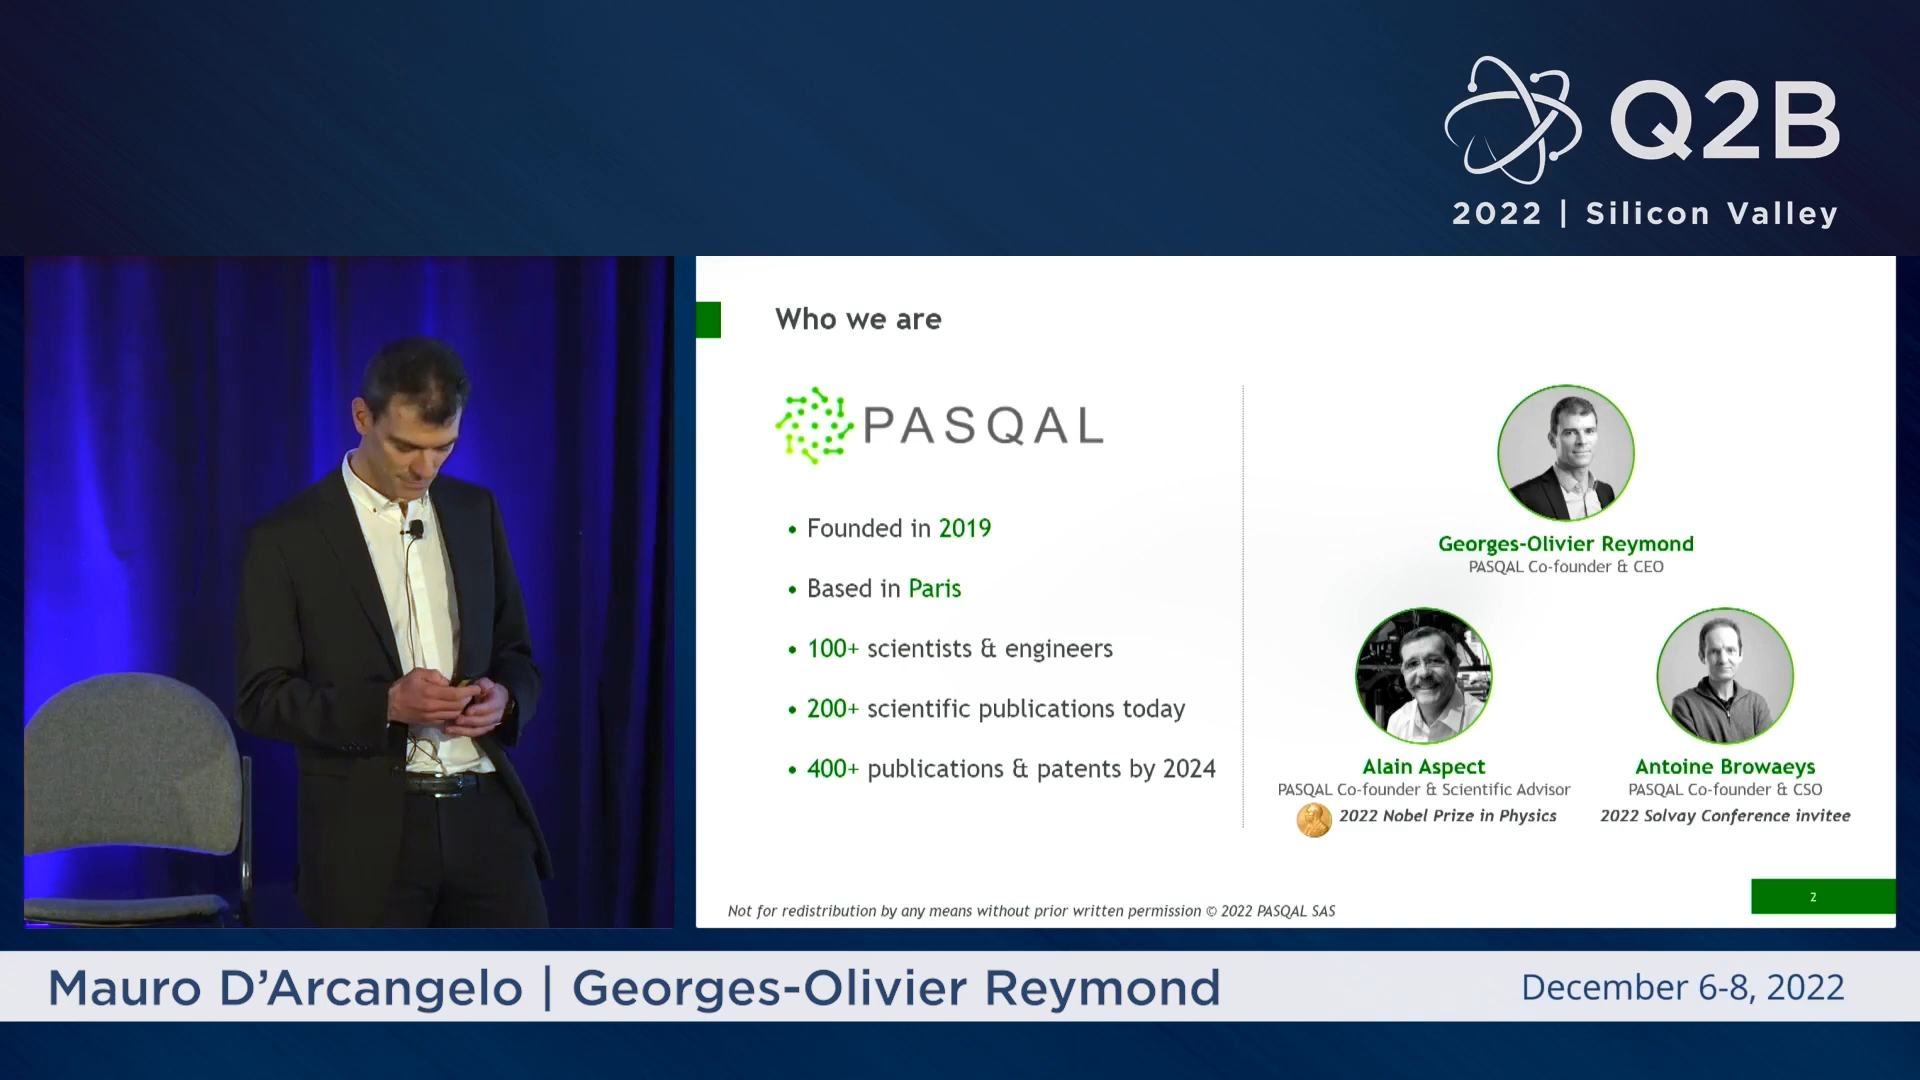 Q2B
2022 | Silicon Valley
Who we are
PASQAL
• Founded in 2019
• Based in Paris
• 100+ scientists & engineers
• 200+ scientific publications today
• 400+ publications & patents by 2024
Georges-Olivier Reymond
PASQAL Co-founder & CEO
Alain Aspect
PASQAL Co-founder & Scientific Advisor
2022 Nobel Prize in Physics
Antoine Browaeys
PASQAL Co-founder & CSO
2022 Solvay Conference invitee
Not for redistribution by any means without prior written permission © 2022 PASQAL SAS
2
Mauro D'Arcangelo | Georges-Olivier Reymond
December 6-8, 2022